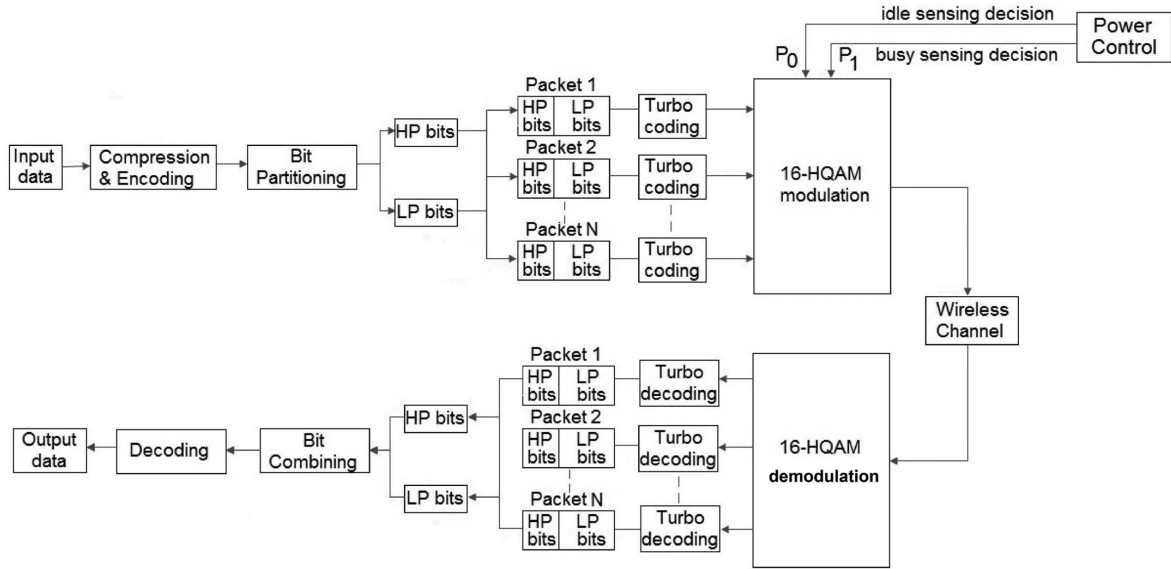 idle sensing decision
Power
Control
P0
P1
busy sensing decision
Packet 1
HP
bits
LP
bits
Turbo
coding
HP bits
Input
data
Compression
& Encoding
Bit
Partitioning
Packet 2
HP
bits
LP
bits
Turbo
coding
16-HQAM
modulation
LP bits
Packet N
HP
bits
LP
bits
Turbo
coding
Wireless
Channel
Packet 1
HP
bits
LP
bits
Turbo
decoding
HP bits
Packet 2
HP
bits
LP
bits
Turbo
decoding
16-HQAM
demodulation
Output
data
Decoding
Bit
Combining
LP bits
Packet N
HP
bits
LP
bits
Turbo
decoding